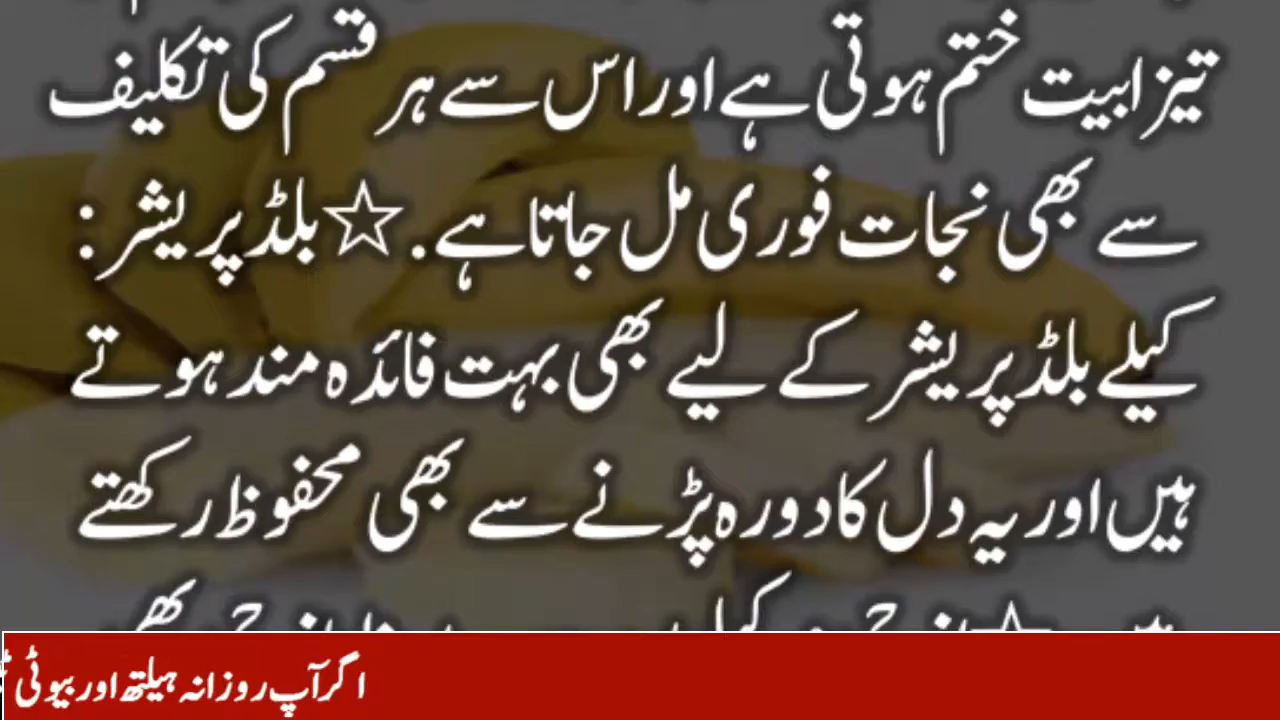 تیزابیت ختم ہوتی ہے اور اس سے ہر قسم کی تکلیف
سے بھی نجات فوری مل جاتا ہے. ☆ بلڈ پریشر :
کیلے بلڈ پریشر کے لیے بھی بہت فائدہ مند ہوتے
ہیں اور یہ دل کا دورہ پڑنے سے بھی محفوظ رکھتے
اگر آپ روزانہ ہیلتھ اور بیوٹی